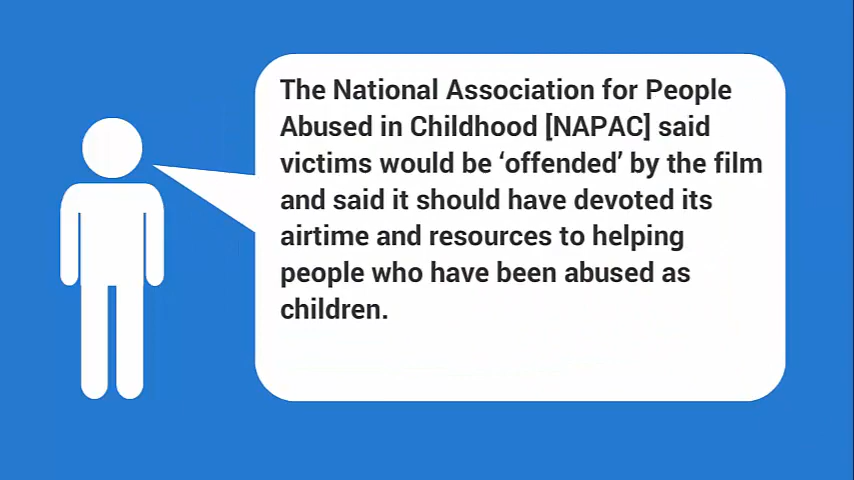 The National Association for People
Abused in Childhood [NAPAC] said
victims would be ‘offended’ by the film
and said it should have devoted its
airtime and resources to helping
people who have been abused as
children.